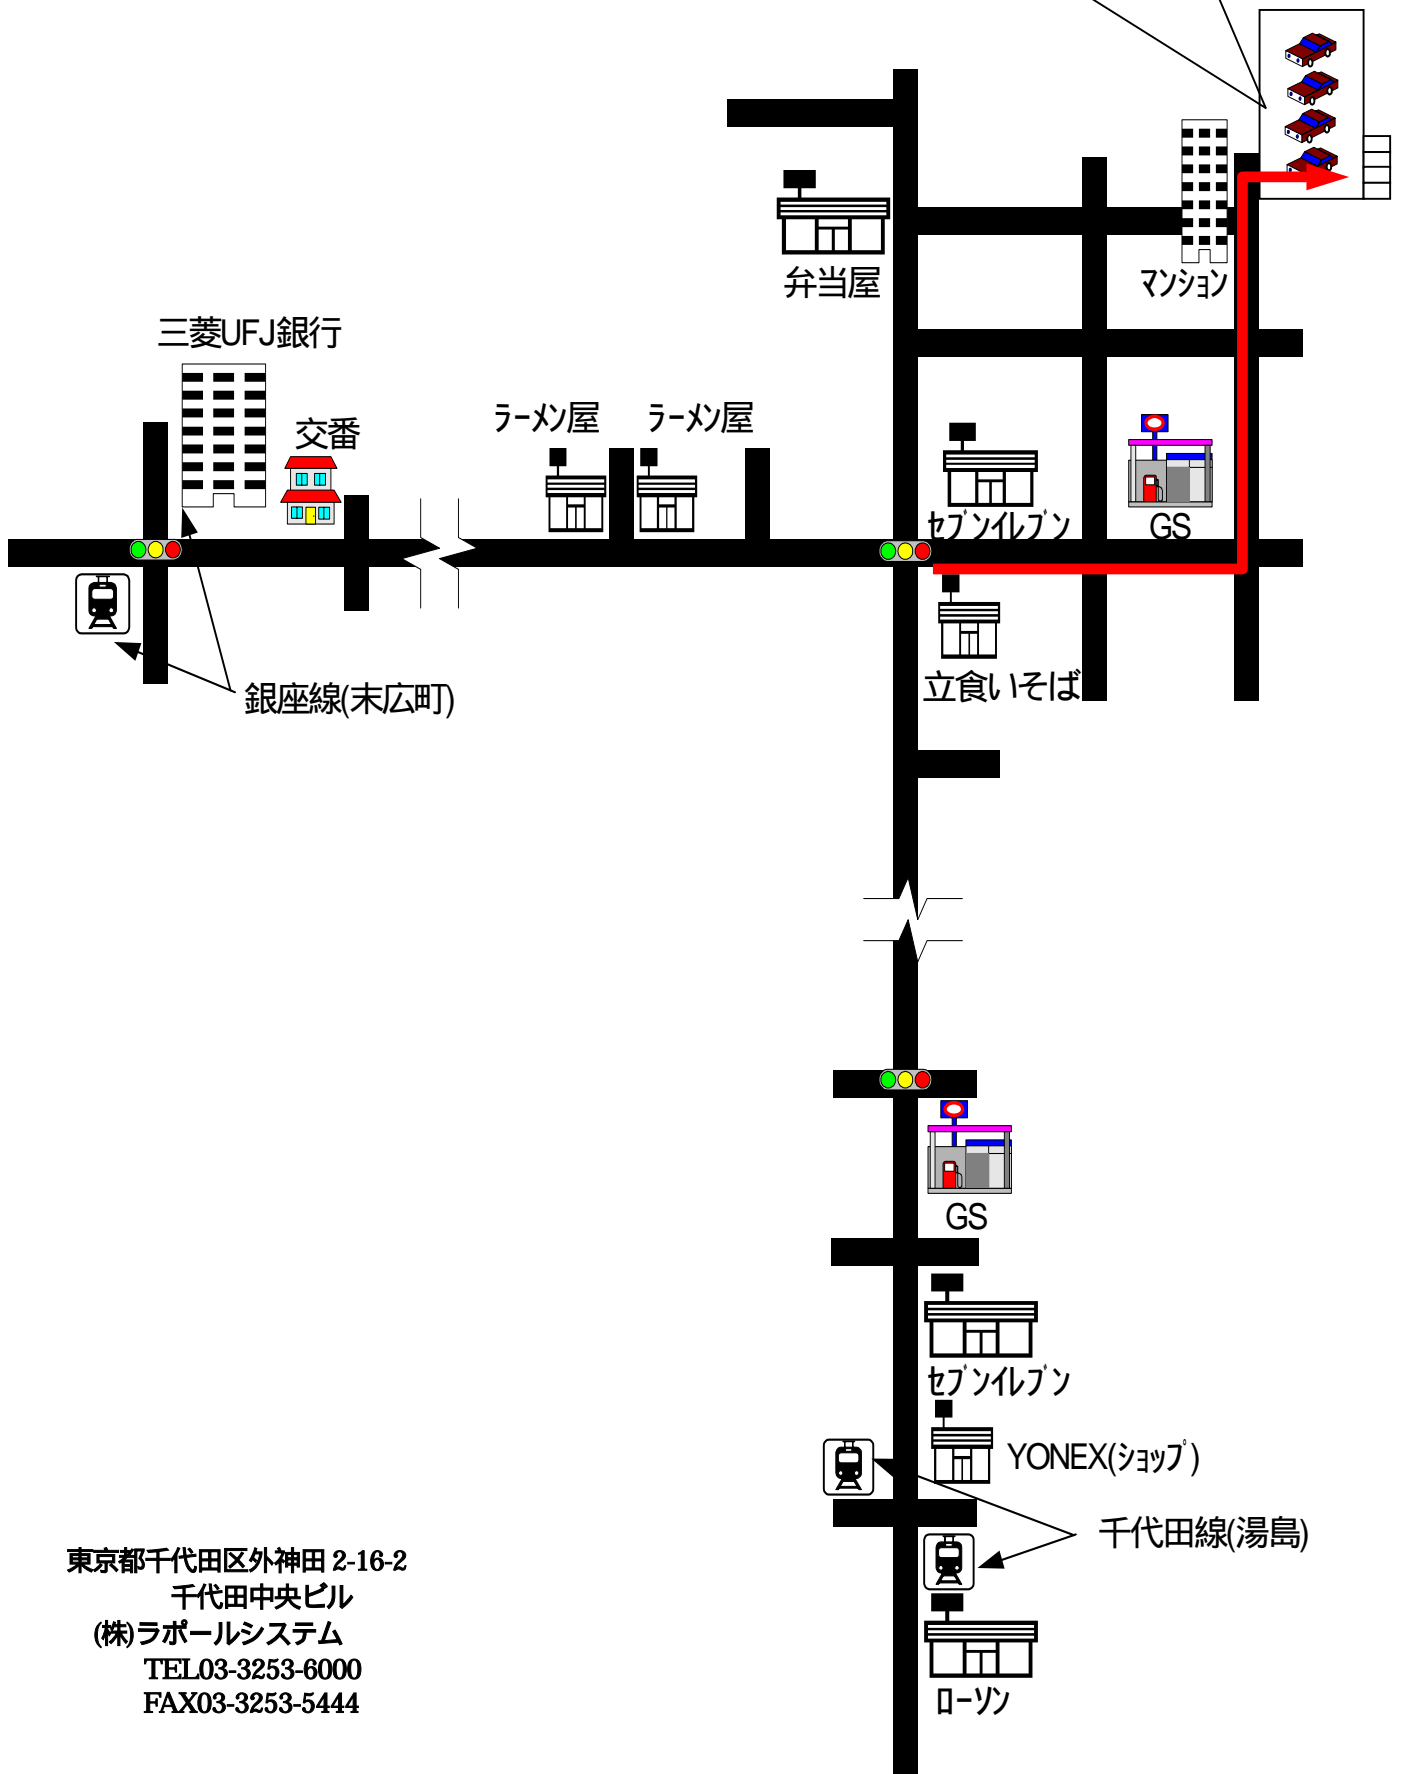 弁当屋
ﾏﾝｼｮﾝ
三菱UFJ銀行
交番
ﾗｰﾒﾝ屋
ﾗｰﾒﾝ屋
ｾﾌﾞﾝｲﾚﾌﾞﾝ
GS
立食いそば
銀座線(末広町)
GS
ｾﾌﾞﾝｲﾚﾌﾞﾝ
YONEX(ｼｮｯﾌﾟ)
千代田線(湯島)
ﾛｰｿﾝ
東京都千代田区外神田 2-16-2
千代田中央ビル
(株)ラポールシステム
TEL03-3253-6000
FAX03-3253-5444